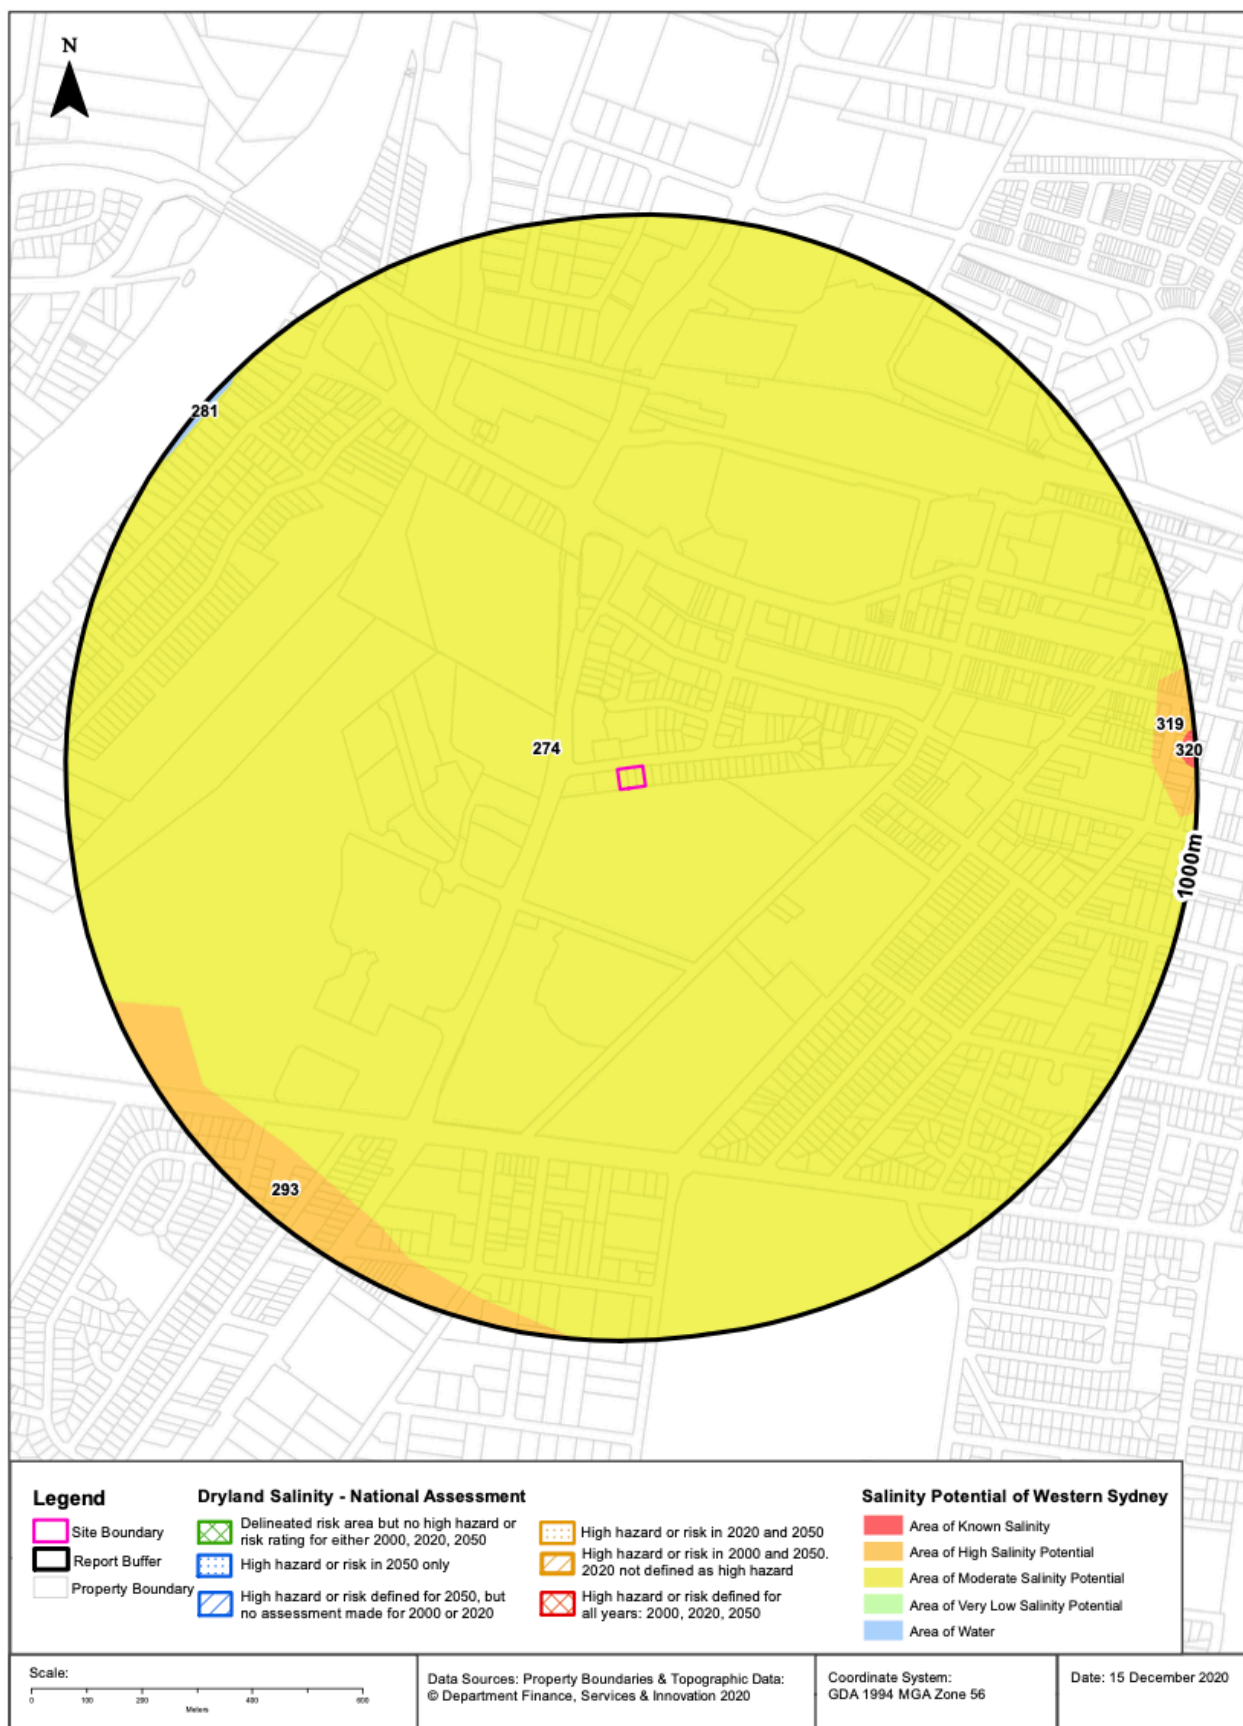 N
281
274
319
320
1000m
293
Legend
Site Boundary
Report Buffer
Property Boundary
Dryland Salinity - National Assessment
Delineated risk area but no high hazard or
risk rating for either 2000, 2020, 2050
High hazard or risk in 2050 only
High hazard or risk defined for 2050, but
no assessment made for 2000 or 2020
High hazard or risk in 2020 and 2050
High hazard or risk in 2000 and 2050.
2020 not defined as high hazard
High hazard or risk defined for
all years: 2000, 2020, 2050
Salinity Potential of Western Sydney
Area of Known Salinity
Area of High Salinity Potential
Area of Moderate Salinity Potential
Area of Very Low Salinity Potential
Area of Water
Scale:
0 100 200 400 600
Meters
Data Sources: Property Boundaries & Topographic Data:
© Department Finance, Services & Innovation 2020
Coordinate System:
GDA 1994 MGA Zone 56
Date: 15 December 2020